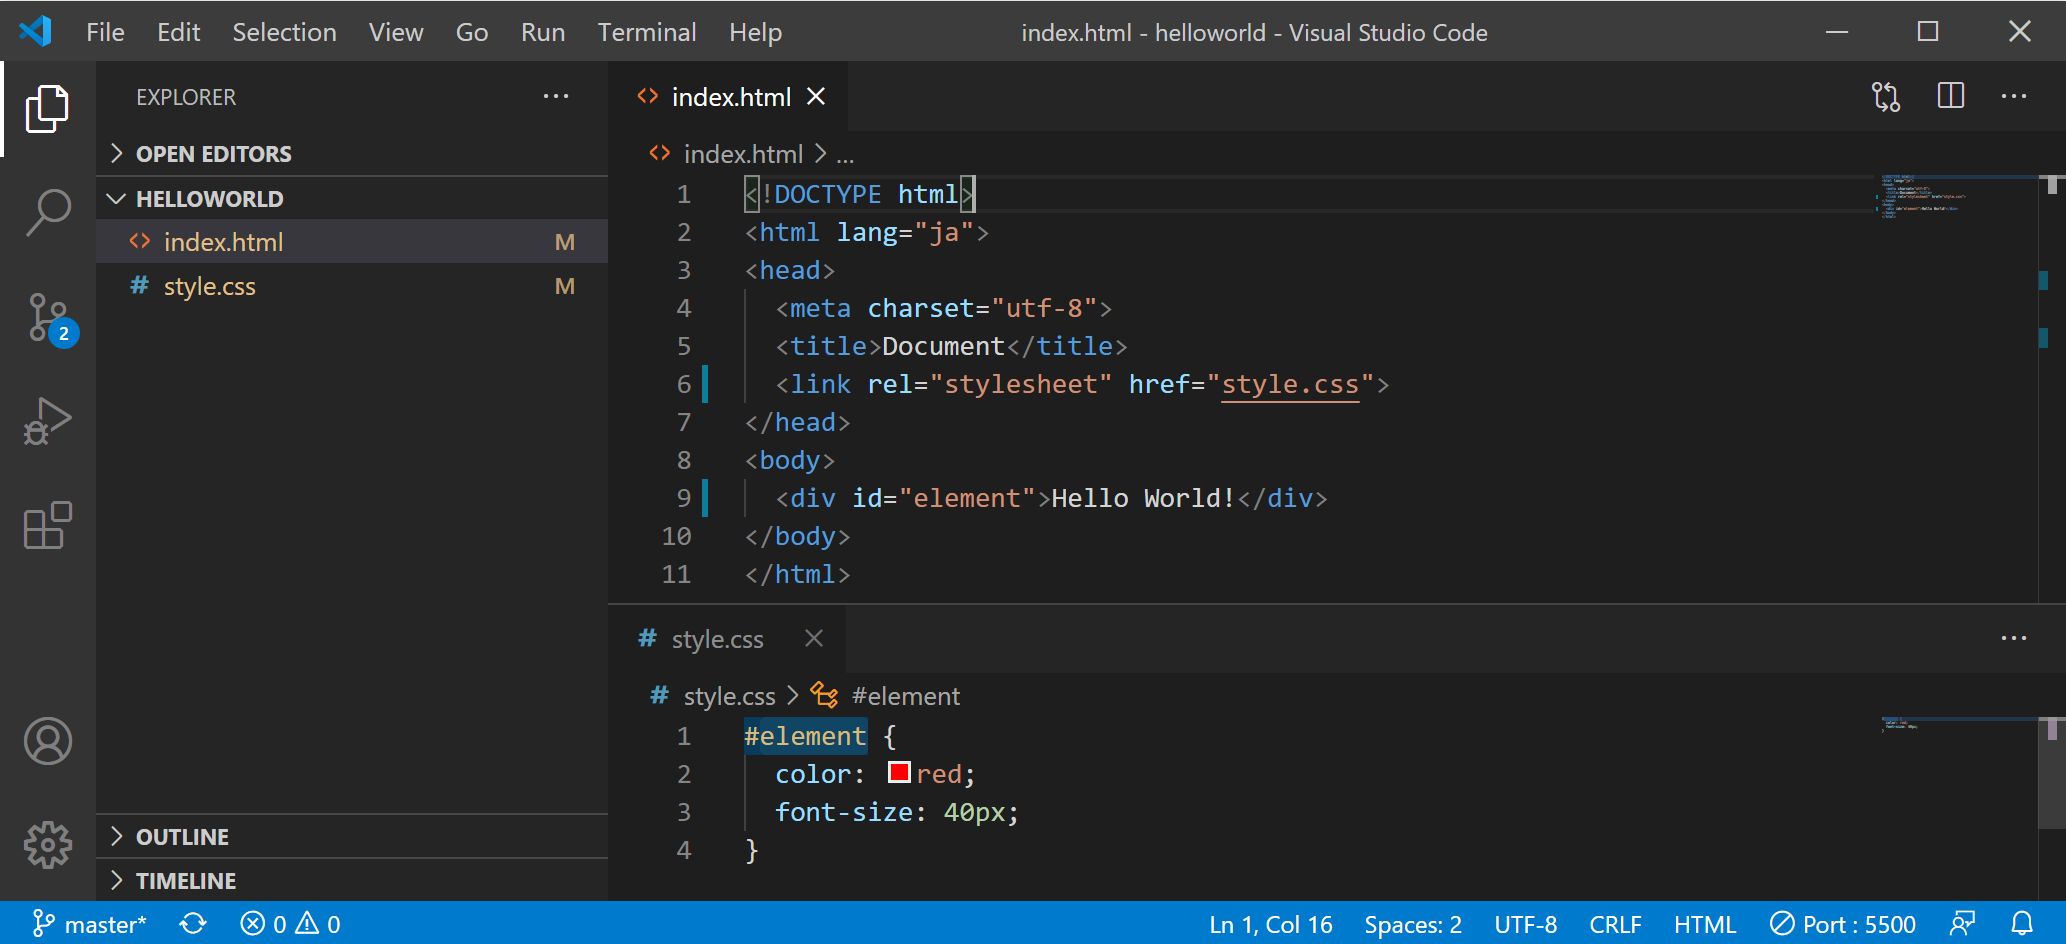 File Edit Selection View Go Run Terminal Help index.html - helloworld - Visual Studio Code
EXPLORER
OPEN EDITORS
HELLOWORLD
index.html M
style.css M
2
OUTLINE
TIMELINE
index.html
index.html > ...
1 <!DOCTYPE html>
2 <html lang="ja">
3 <head>
4   <meta charset="utf-8">
5   <title>Document</title>
6   <link rel="stylesheet" href="style.css">
7 </head>
8 <body>
9   <div id="element">Hello World!</div>
10 </body>
11 </html>
# style.css
# style.css > #element
1 #element {
2   color: red;
3   font-size: 40px;
4 }
master* 0 0 Ln 1, Col 16 Spaces: 2 UTF-8 CRLF HTML Port : 5500